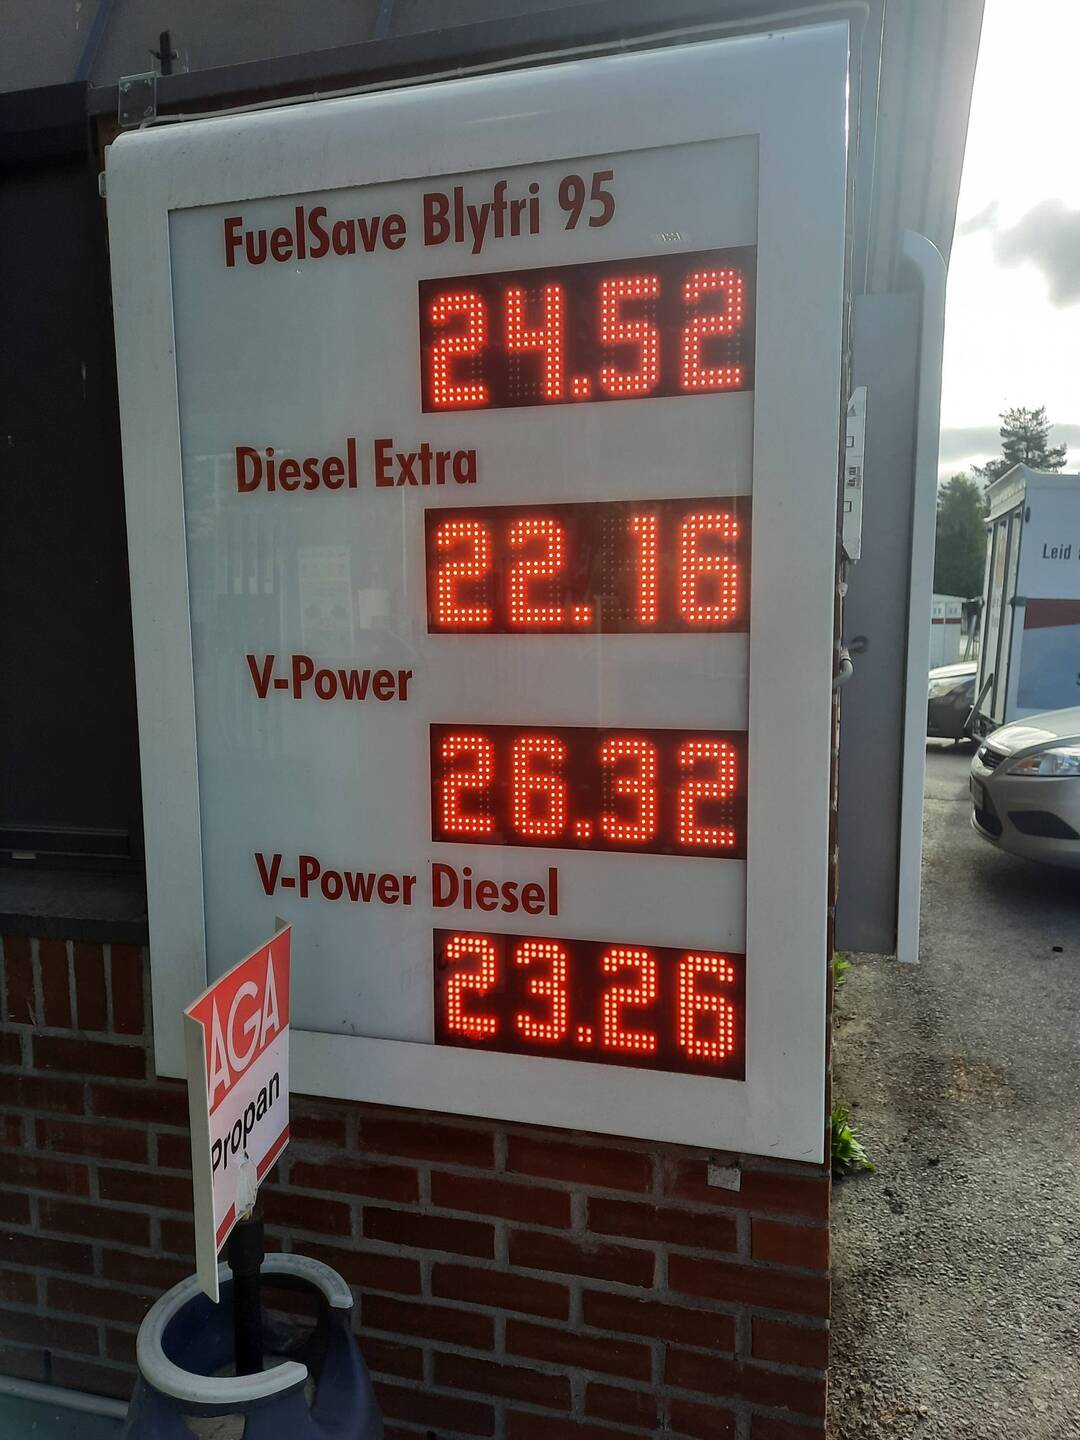 FuelSave Blyfri 95
24.52
Diesel Extra
22.16
V-Power
26.32
V-Power Diesel
23.26
AGA
Propan
Leid